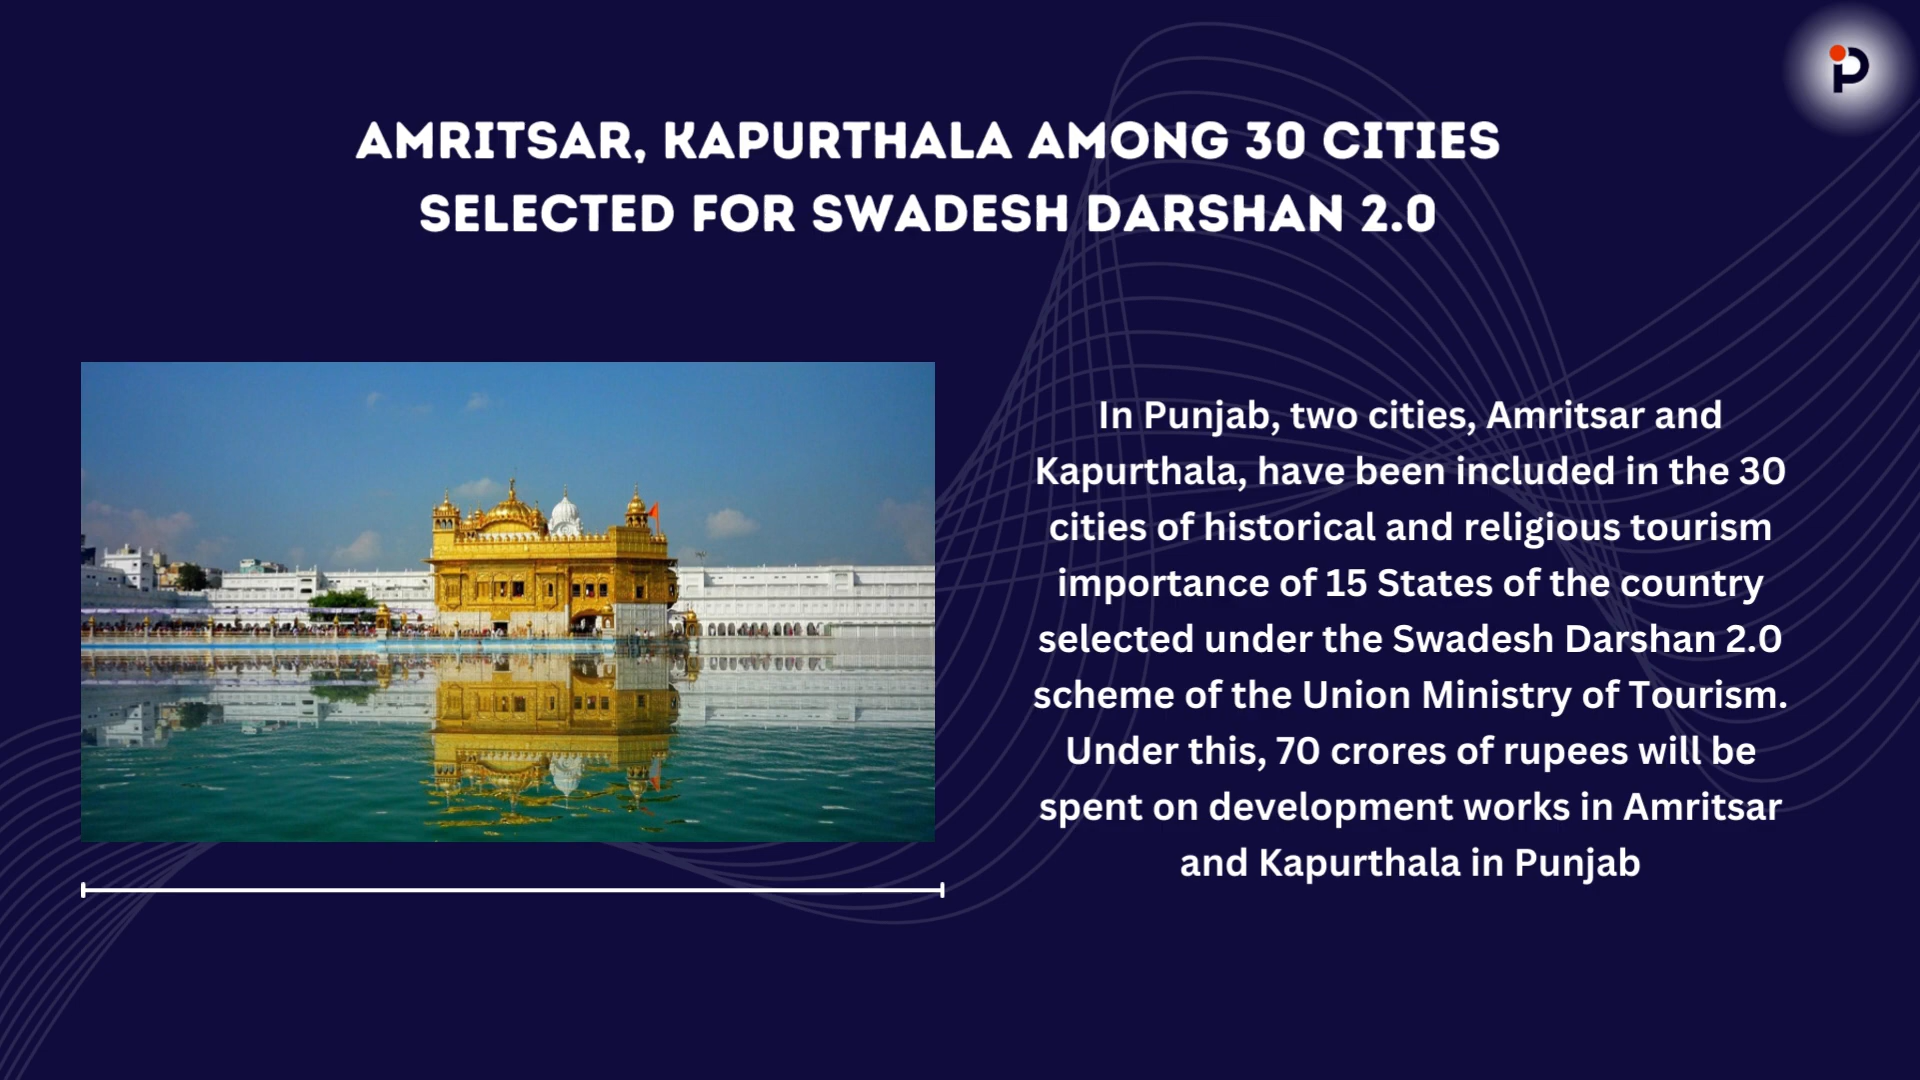 AMRITSAR, KAPURTHALA AMONG 30 CITIES
SELECTED FOR SWADESH DARSHAN 2.0
In Punjab, two cities, Amritsar and
Kapurthala, have been included in the 30
cities of historical and religious tourism
importance of 15 States of the country
selected under the Swadesh Darshan 2.0
scheme of the Union Ministry of Tourism.
Under this, 70 crores of rupees will be
spent on development works in Amritsar
and Kapurthala in Punjab